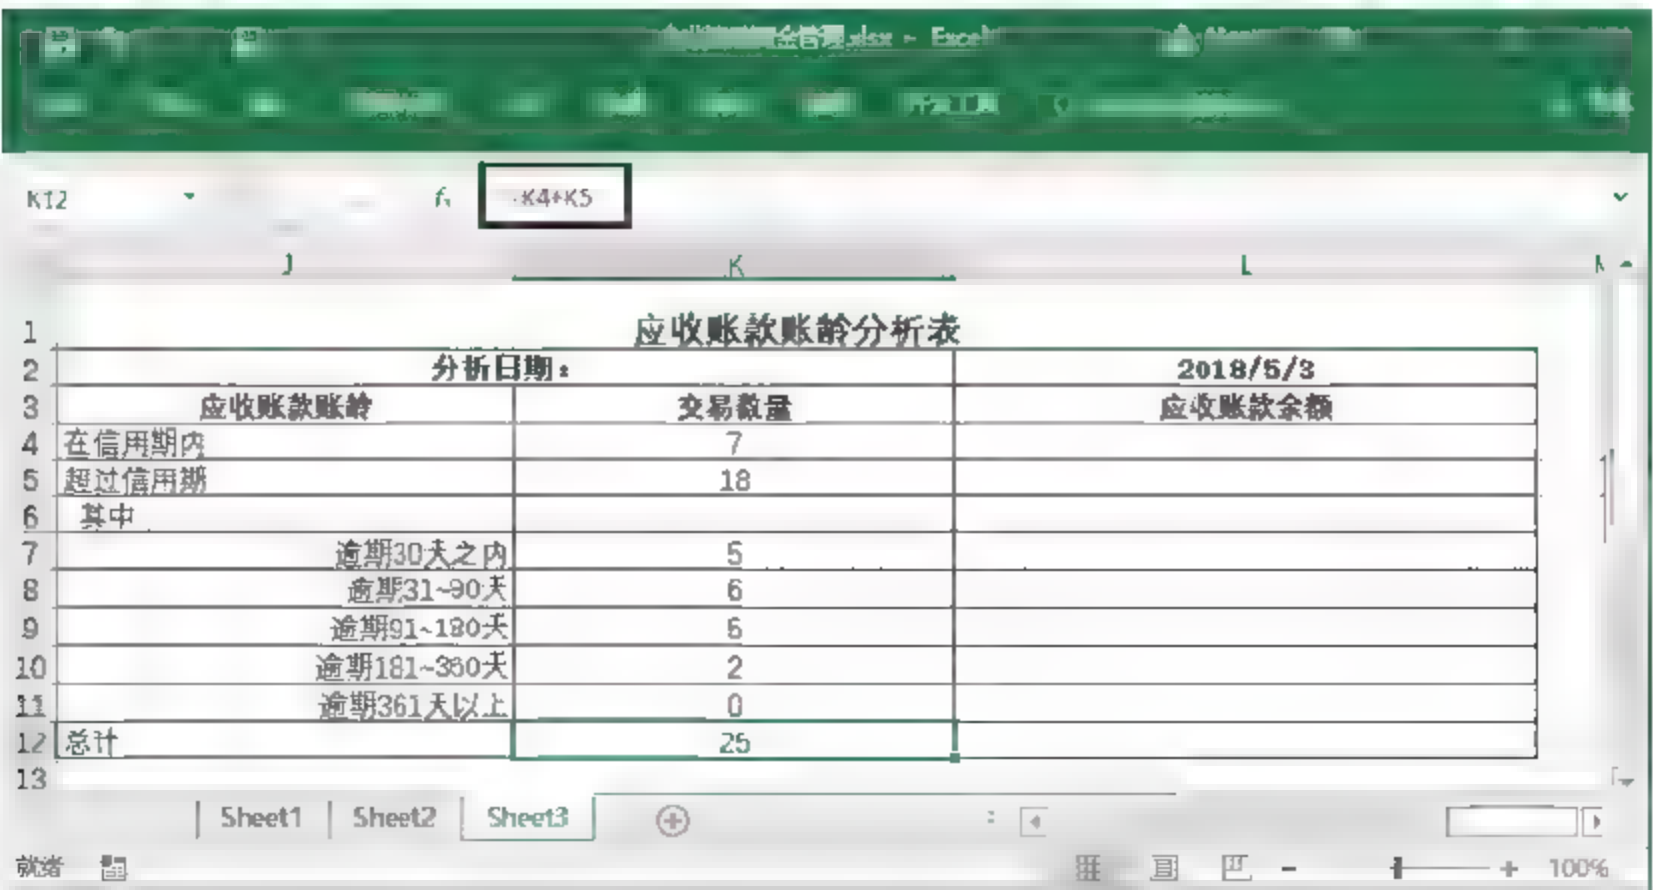 .xlsx - Excel
K12 K4+K5
J K L
1 应收账款账龄分析表
2 分析日期: 2018/5/3
3 应收账款账龄 交易数量 应收账款余额
4 在信用期内 7
5 超过信用期 18
6 其中
7 逾期30天之内 5
8 逾期31~90天 6
9 逾期91~180天 5
10 逾期181~360天 2
11 逾期361天以上 0
12 总计 25
13
Sheet1 Sheet2 Sheet3
就绪 100%